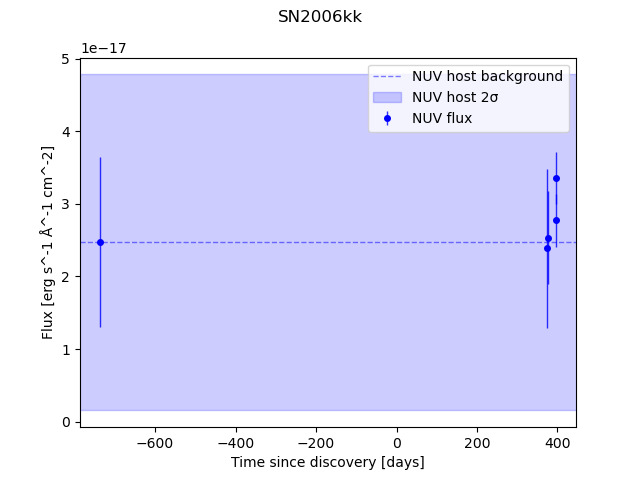 SN2006kk
1e−17
NUV host background
NUV host 2σ
NUV flux
5
4
3
2
1
0
Flux [erg s^-1 Å^-1 cm^-2]
−600
−400
−200
0
200
400
Time since discovery [days]